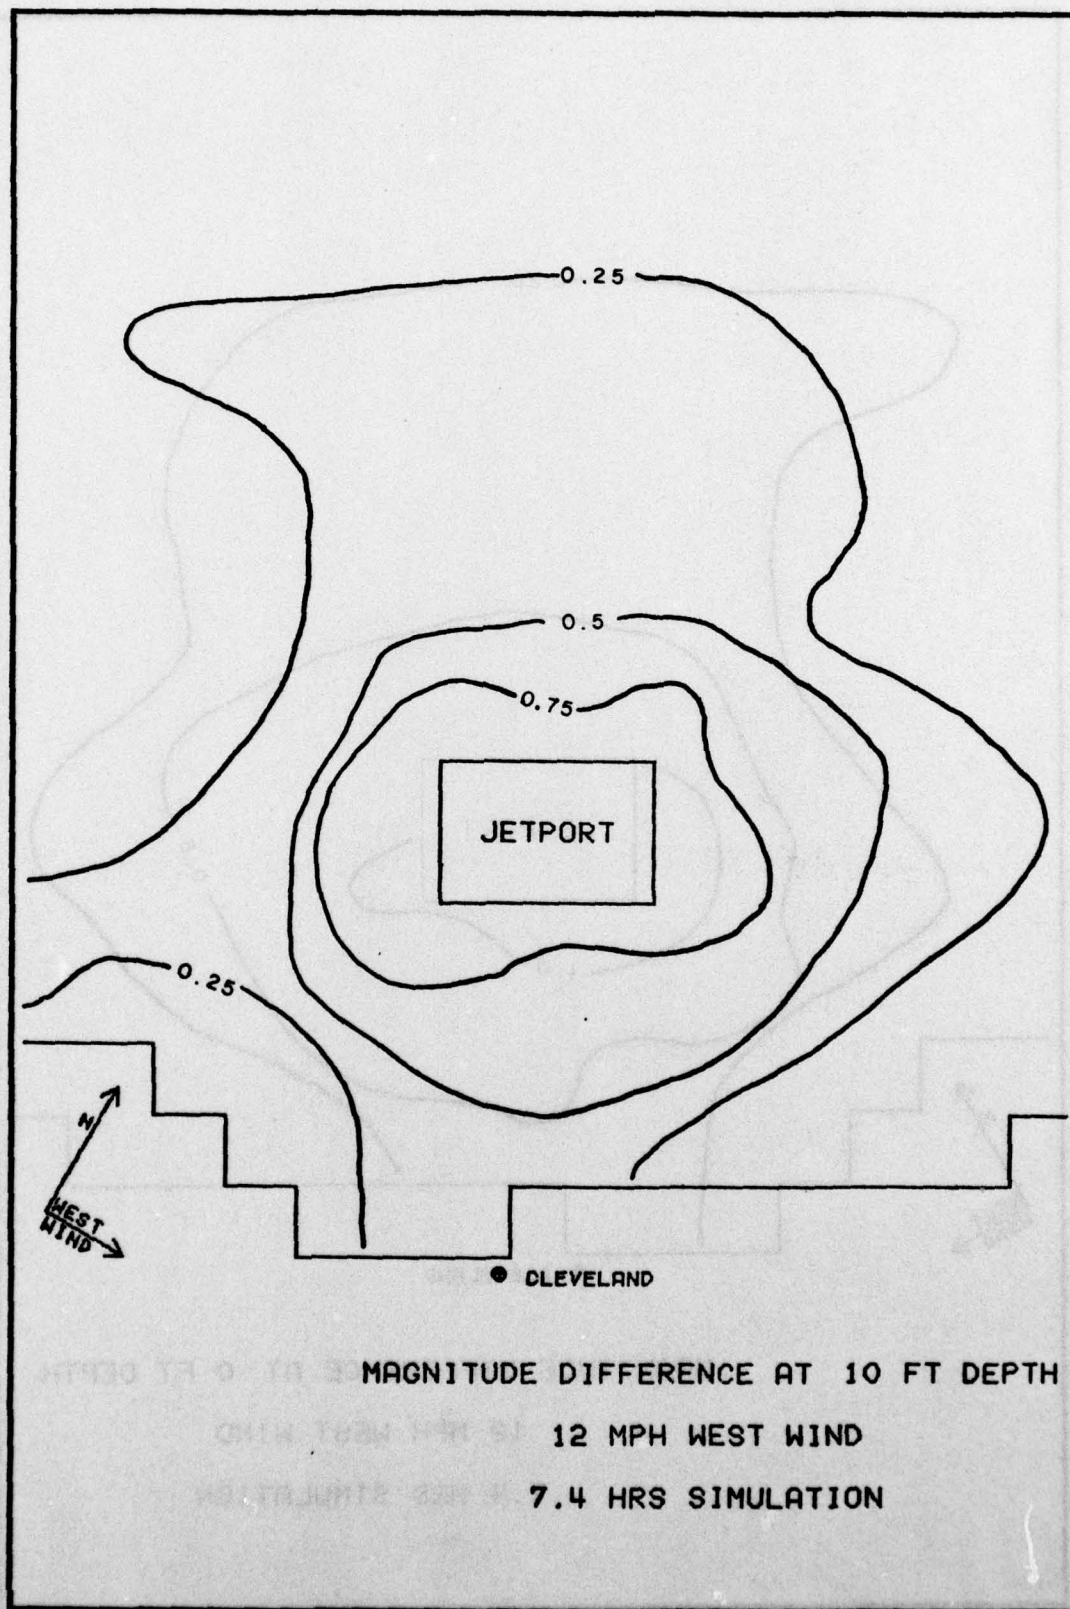 0.25
0.5
0.75
JETPORT
0.25
N
WEST
WIND
CLEVELAND
MAGNITUDE DIFFERENCE AT 10 FT DEPTH
12 MPH WEST WIND
7.4 HRS SIMULATION